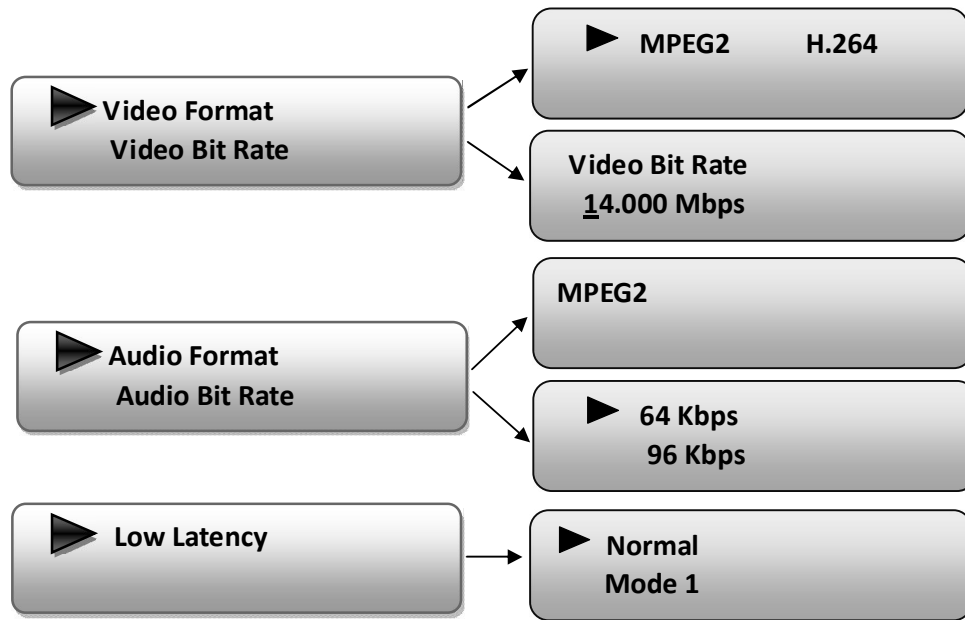 Video Format
Video Bit Rate
MPEG2 H.264
Video Bit Rate
14.000 Mbps
Audio Format
Audio Bit Rate
MPEG2
64 Kbps
96 Kbps
Low Latency
Normal
Mode 1